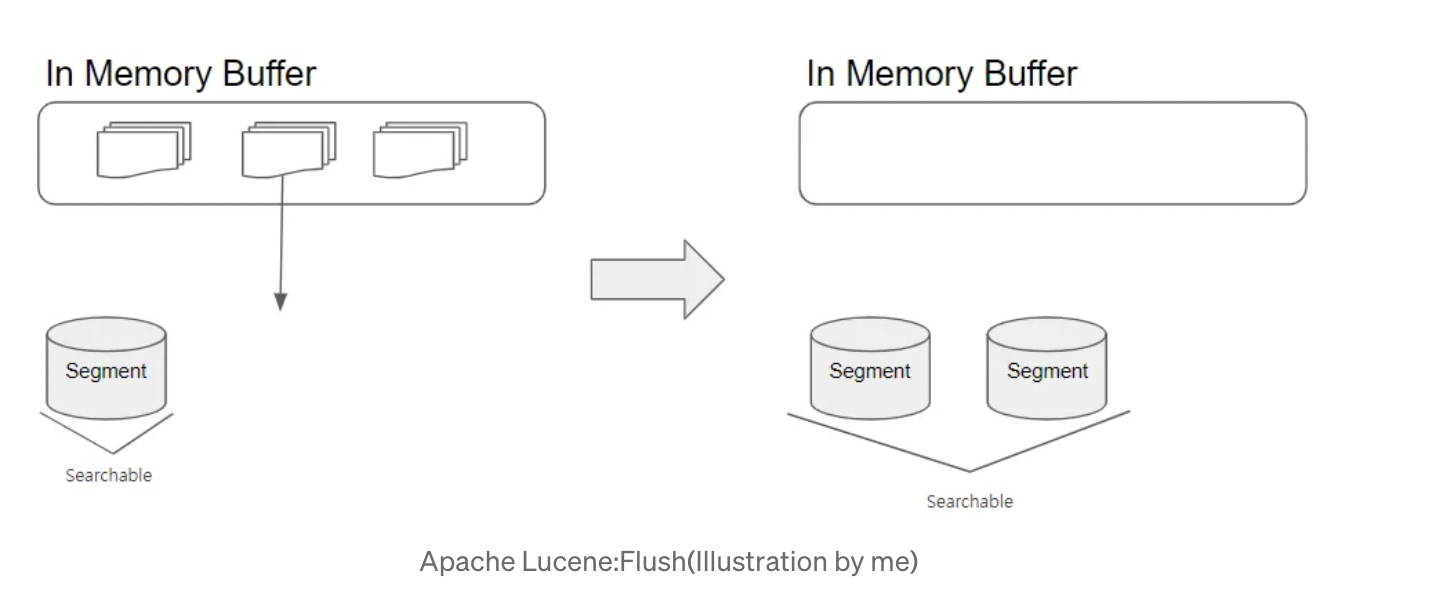 In Memory Buffer
In Memory Buffer
Segment
Searchable
Segment
Segment
Searchable
Apache Lucene:Flush(Illustration by me)